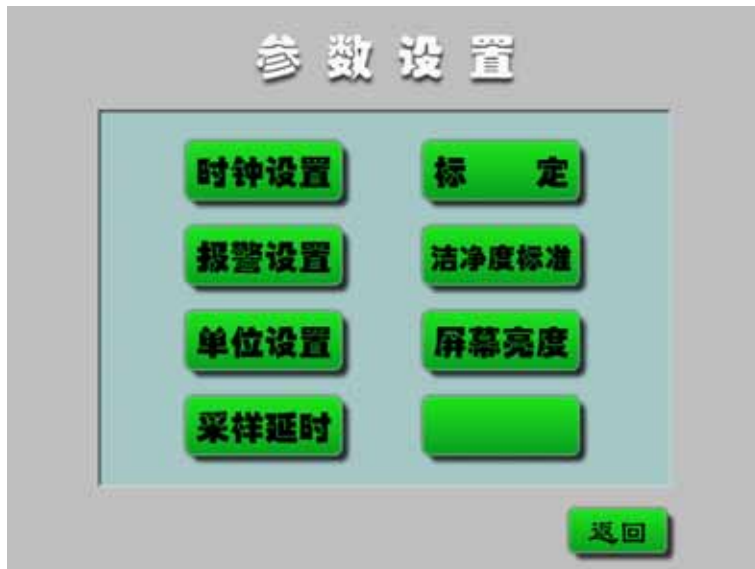 参数设置
时钟设置 标 定
报警设置 洁净度标准
单位设置 屏幕亮度
采样延时
返回